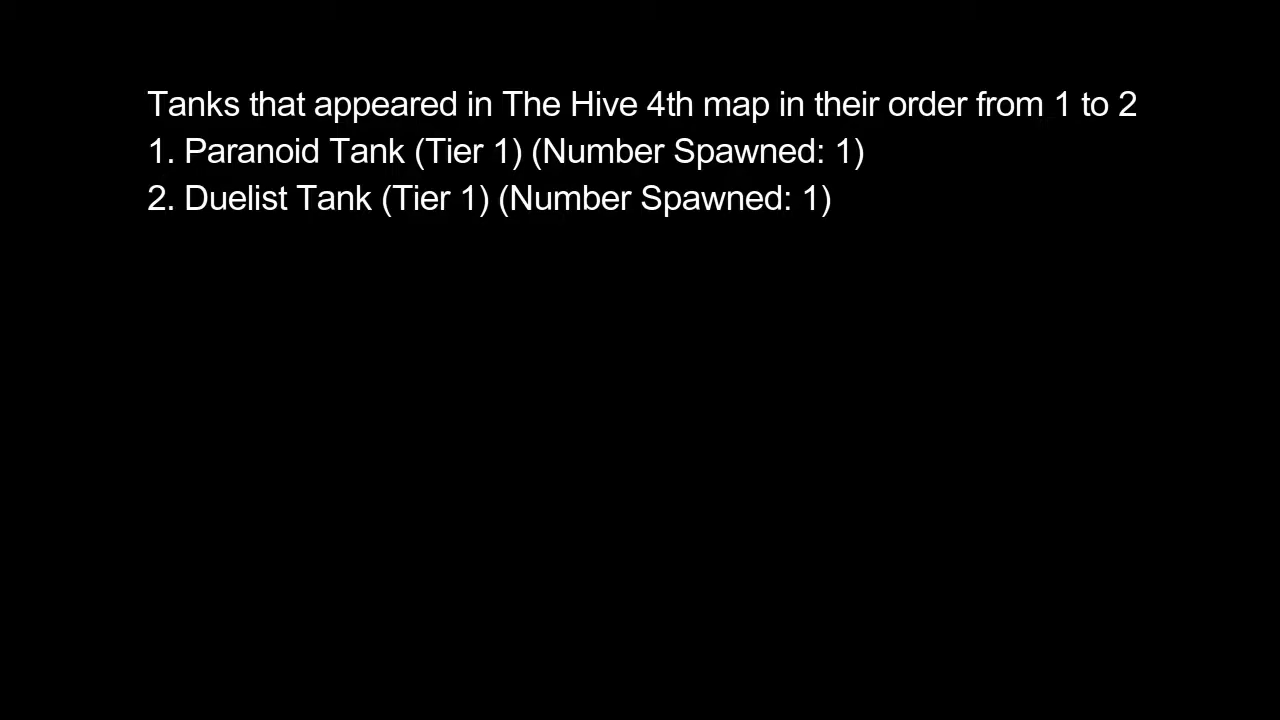 Tanks that appeared in The Hive 4th map in their order from 1 to 2
1. Paranoid Tank (Tier 1) (Number Spawned: 1)
2. Duelist Tank (Tier 1) (Number Spawned: 1)